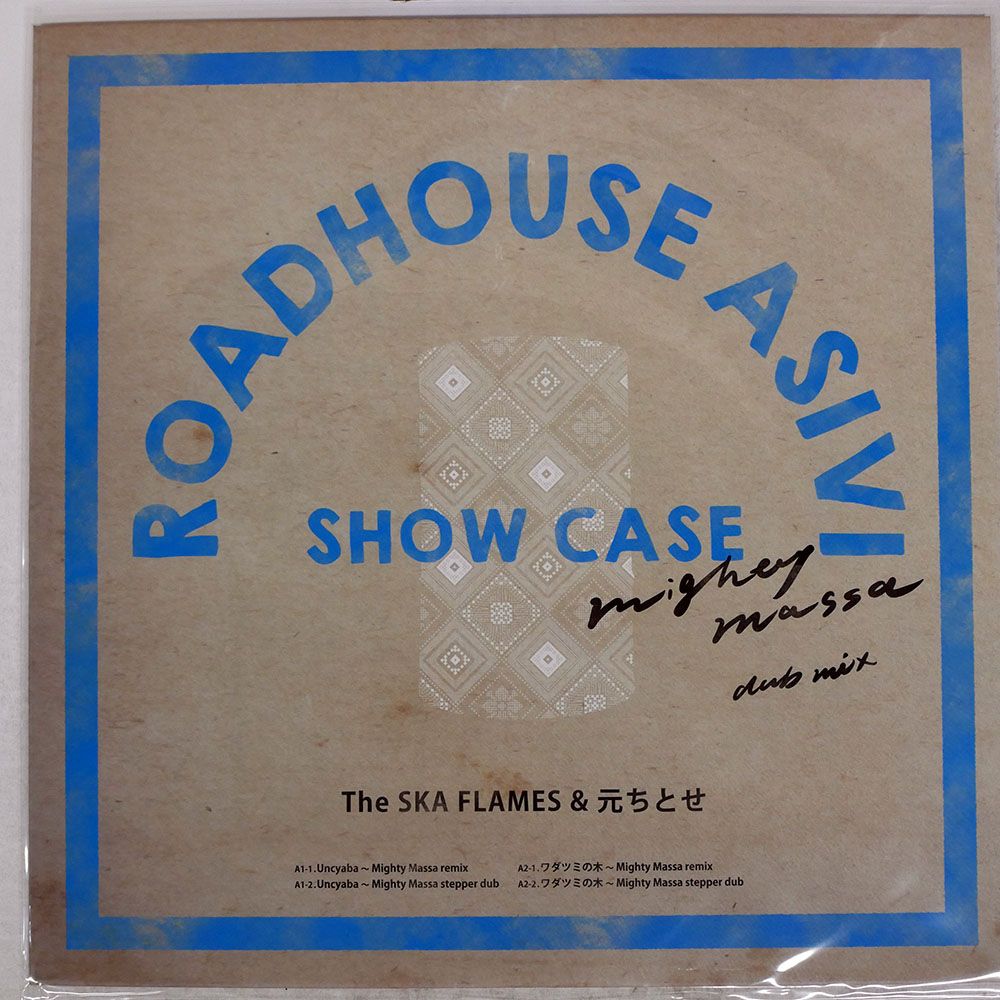 ROADHOUSE ASIVI
SHOW CASE
mighty
massa
dub mix
The SKA FLAMES & 元ちとせ
A1-1. Uncyaba ~ Mighty Massa remix
A1-2. Uncyaba ~ Mighty Massa stepper dub
A2-1. ワダツミの木 ~ Mighty Massa remix
A2-2. ワダツミの木 ~ Mighty Massa stepper dub